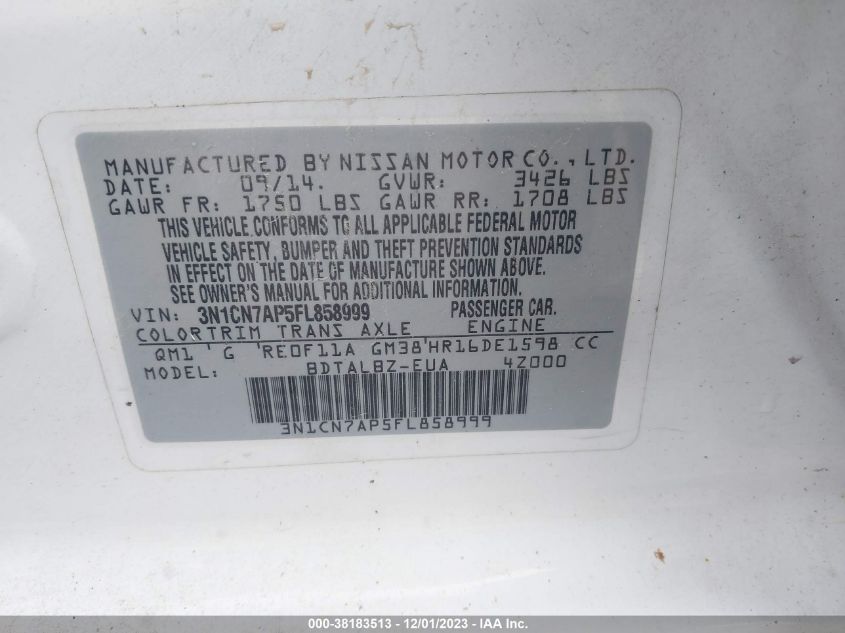 MANUFACTURED BY NISSAN MOTOR CO., LTD.
DATE: 09/14. GVWR: 3426 LBS
GAWR FR: 1750 LBS GAWR RR: 1708 LBS
THIS VEHICLE CONFORMS TO ALL APPLICABLE FEDERAL MOTOR
VEHICLE SAFETY, BUMPER AND THEFT PREVENTION STANDARDS
IN EFFECT ON THE DATE OF MANUFACTURE SHOWN ABOVE.
SEE OWNER'S MANUAL FOR ADDITIONAL INFORMATION.
VIN: 3N1CN7AP5FL858999 PASSENGER CAR.
COLORTRIM TRANS AXLE ENGINE
QM1 ' G 'RE0F11A GM38'HR16DE1598 CC
MODEL: BDTALBZ-EUA 4Z000
3N1CN7AP5FL858999
000-38183513 - 12/01/2023 - IAA Inc.